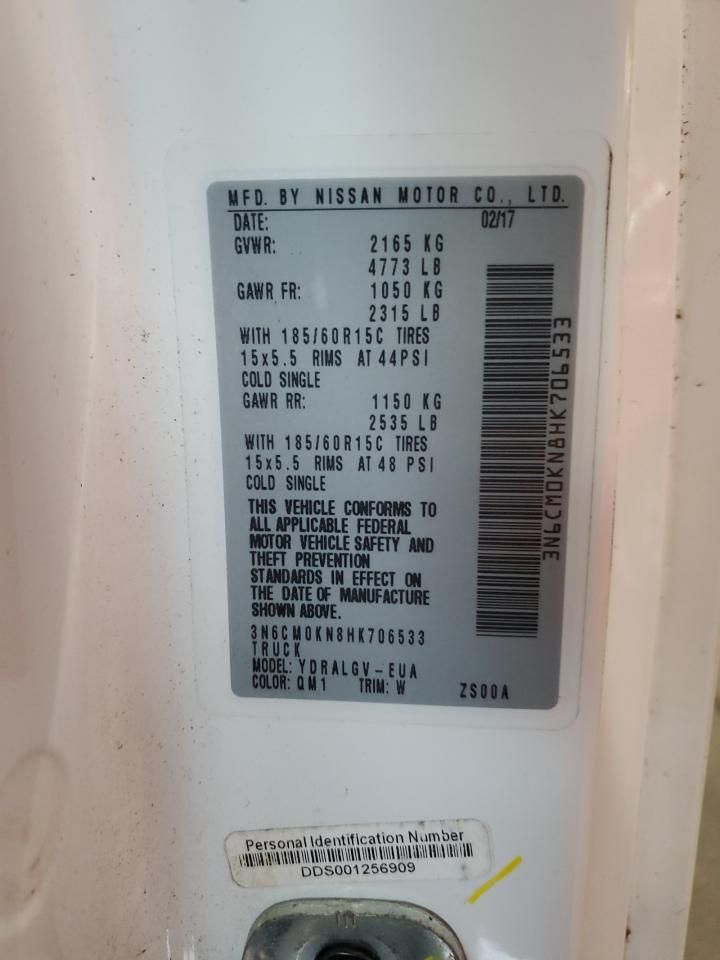 MFD. BY NISSAN MOTOR CO., LTD.
DATE: 02/17
GVWR: 2165 KG
4773 LB
GAWR FR: 1050 KG
2315 LB
WITH 185/60R15C TIRES
15x5.5 RIMS AT 44PSI
COLD SINGLE
GAWR RR: 1150 KG
2535 LB
WITH 185/60R15C TIRES
15x5.5 RIMS AT 48 PSI
COLD SINGLE
THIS VEHICLE CONFORMS TO
ALL APPLICABLE FEDERAL
MOTOR VEHICLE SAFETY AND
THEFT PREVENTION
STANDARDS IN EFFECT ON
THE DATE OF MANUFACTURE
SHOWN ABOVE.
3N6CM0KN8HK706533
TRUCK
MODEL: YDRALGV-EUA
COLOR: QM1 TRIM: W ZS00A
3N6CM0KN8HK706533
Personal Identification Number
DDS001256909